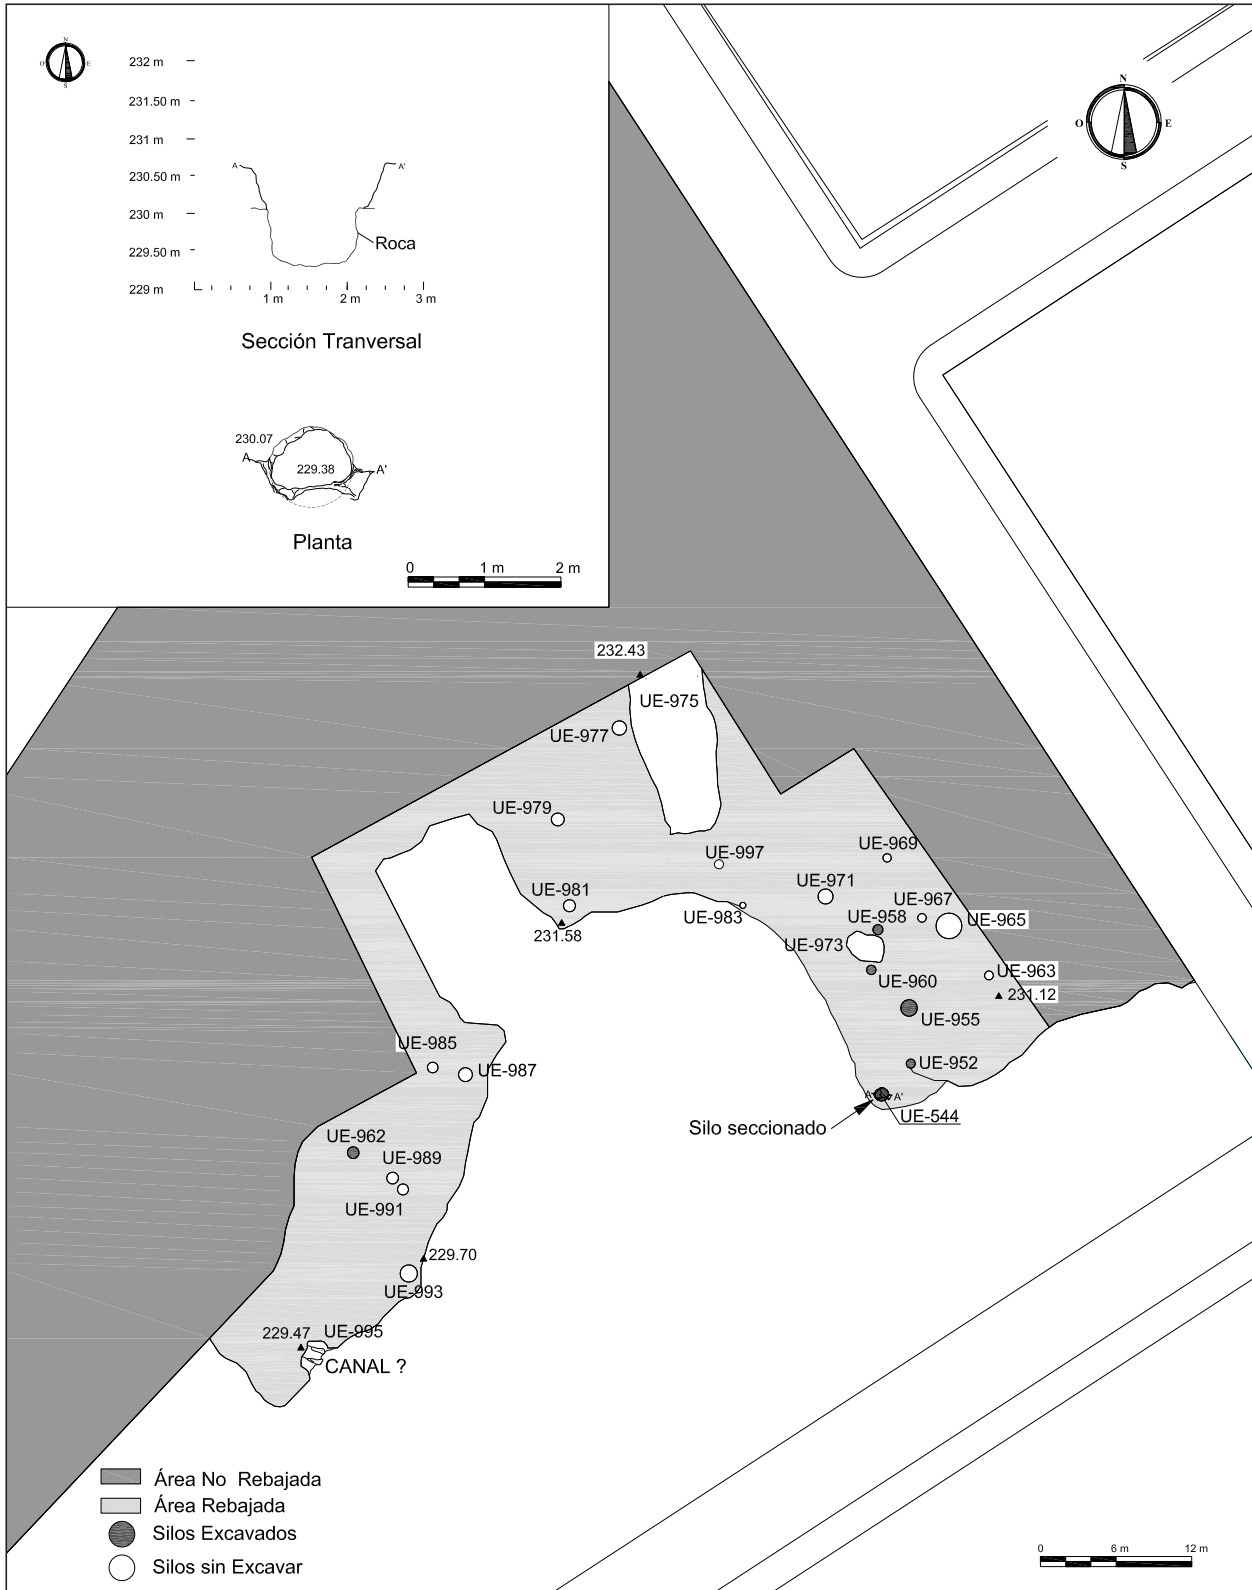 N
O
E
S
232 m
231.50 m
231 m
230.50 m
230 m
229.50 m
229 m
A
A'
Roca
1 m
2 m
3 m
Sección Tranversal
230.07
A
229.38
A'
Planta
0
1 m
2 m
N
O
E
S
232.43
UE-975
UE-977
UE-979
UE-997
UE-969
UE-971
UE-981
UE-967
UE-983
UE-958
UE-965
231.58
UE-973
UE-963
UE-960
231.12
UE-955
UE-985
UE-987
UE-952
A
A'
UE-544
Silo seccionado
UE-962
UE-989
UE-991
229.70
UE-993
229.47
UE-995
CANAL ?
Área No Rebajada
Área Rebajada
Silos Excavados
Silos sin Excavar
0
6 m
12 m